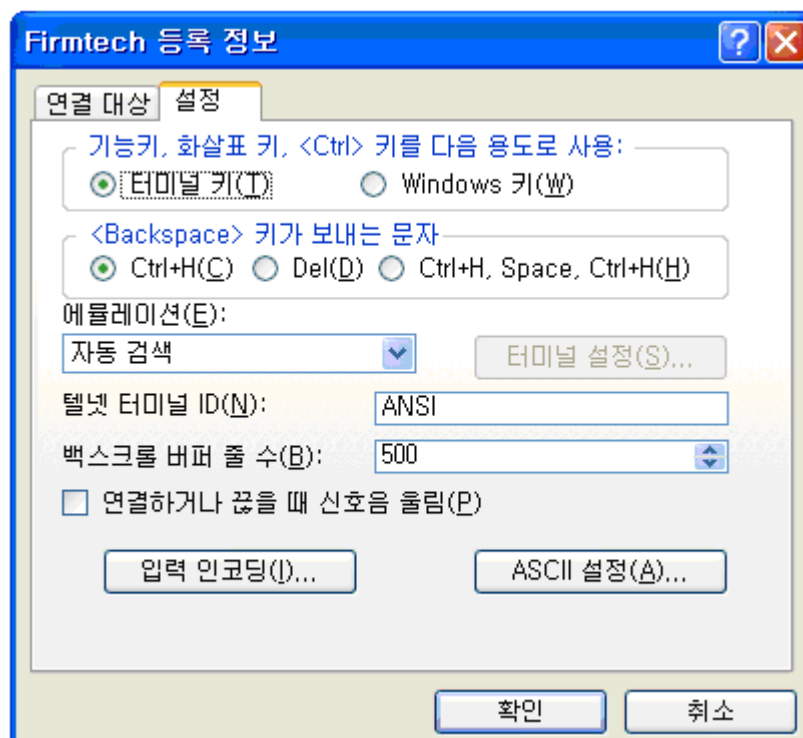 Firmtech 등록 정보
연결 대상 설정
기능키, 화살표 키, <Ctrl> 키를 다음 용도로 사용:
터미널 키(T) Windows 키(W)
<Backspace> 키가 보내는 문자
Ctrl+H(C) Del(D) Ctrl+H, Space, Ctrl+H(H)
에뮬레이션(E):
자동 검색 터미널 설정(S)...
텔넷 터미널 ID(N): ANSI
백스크롤 버퍼 줄 수(B): 500
연결하거나 끊을 때 신호음 울림(P)
입력 인코딩(I)... ASCII 설정(A)...
확인 취소